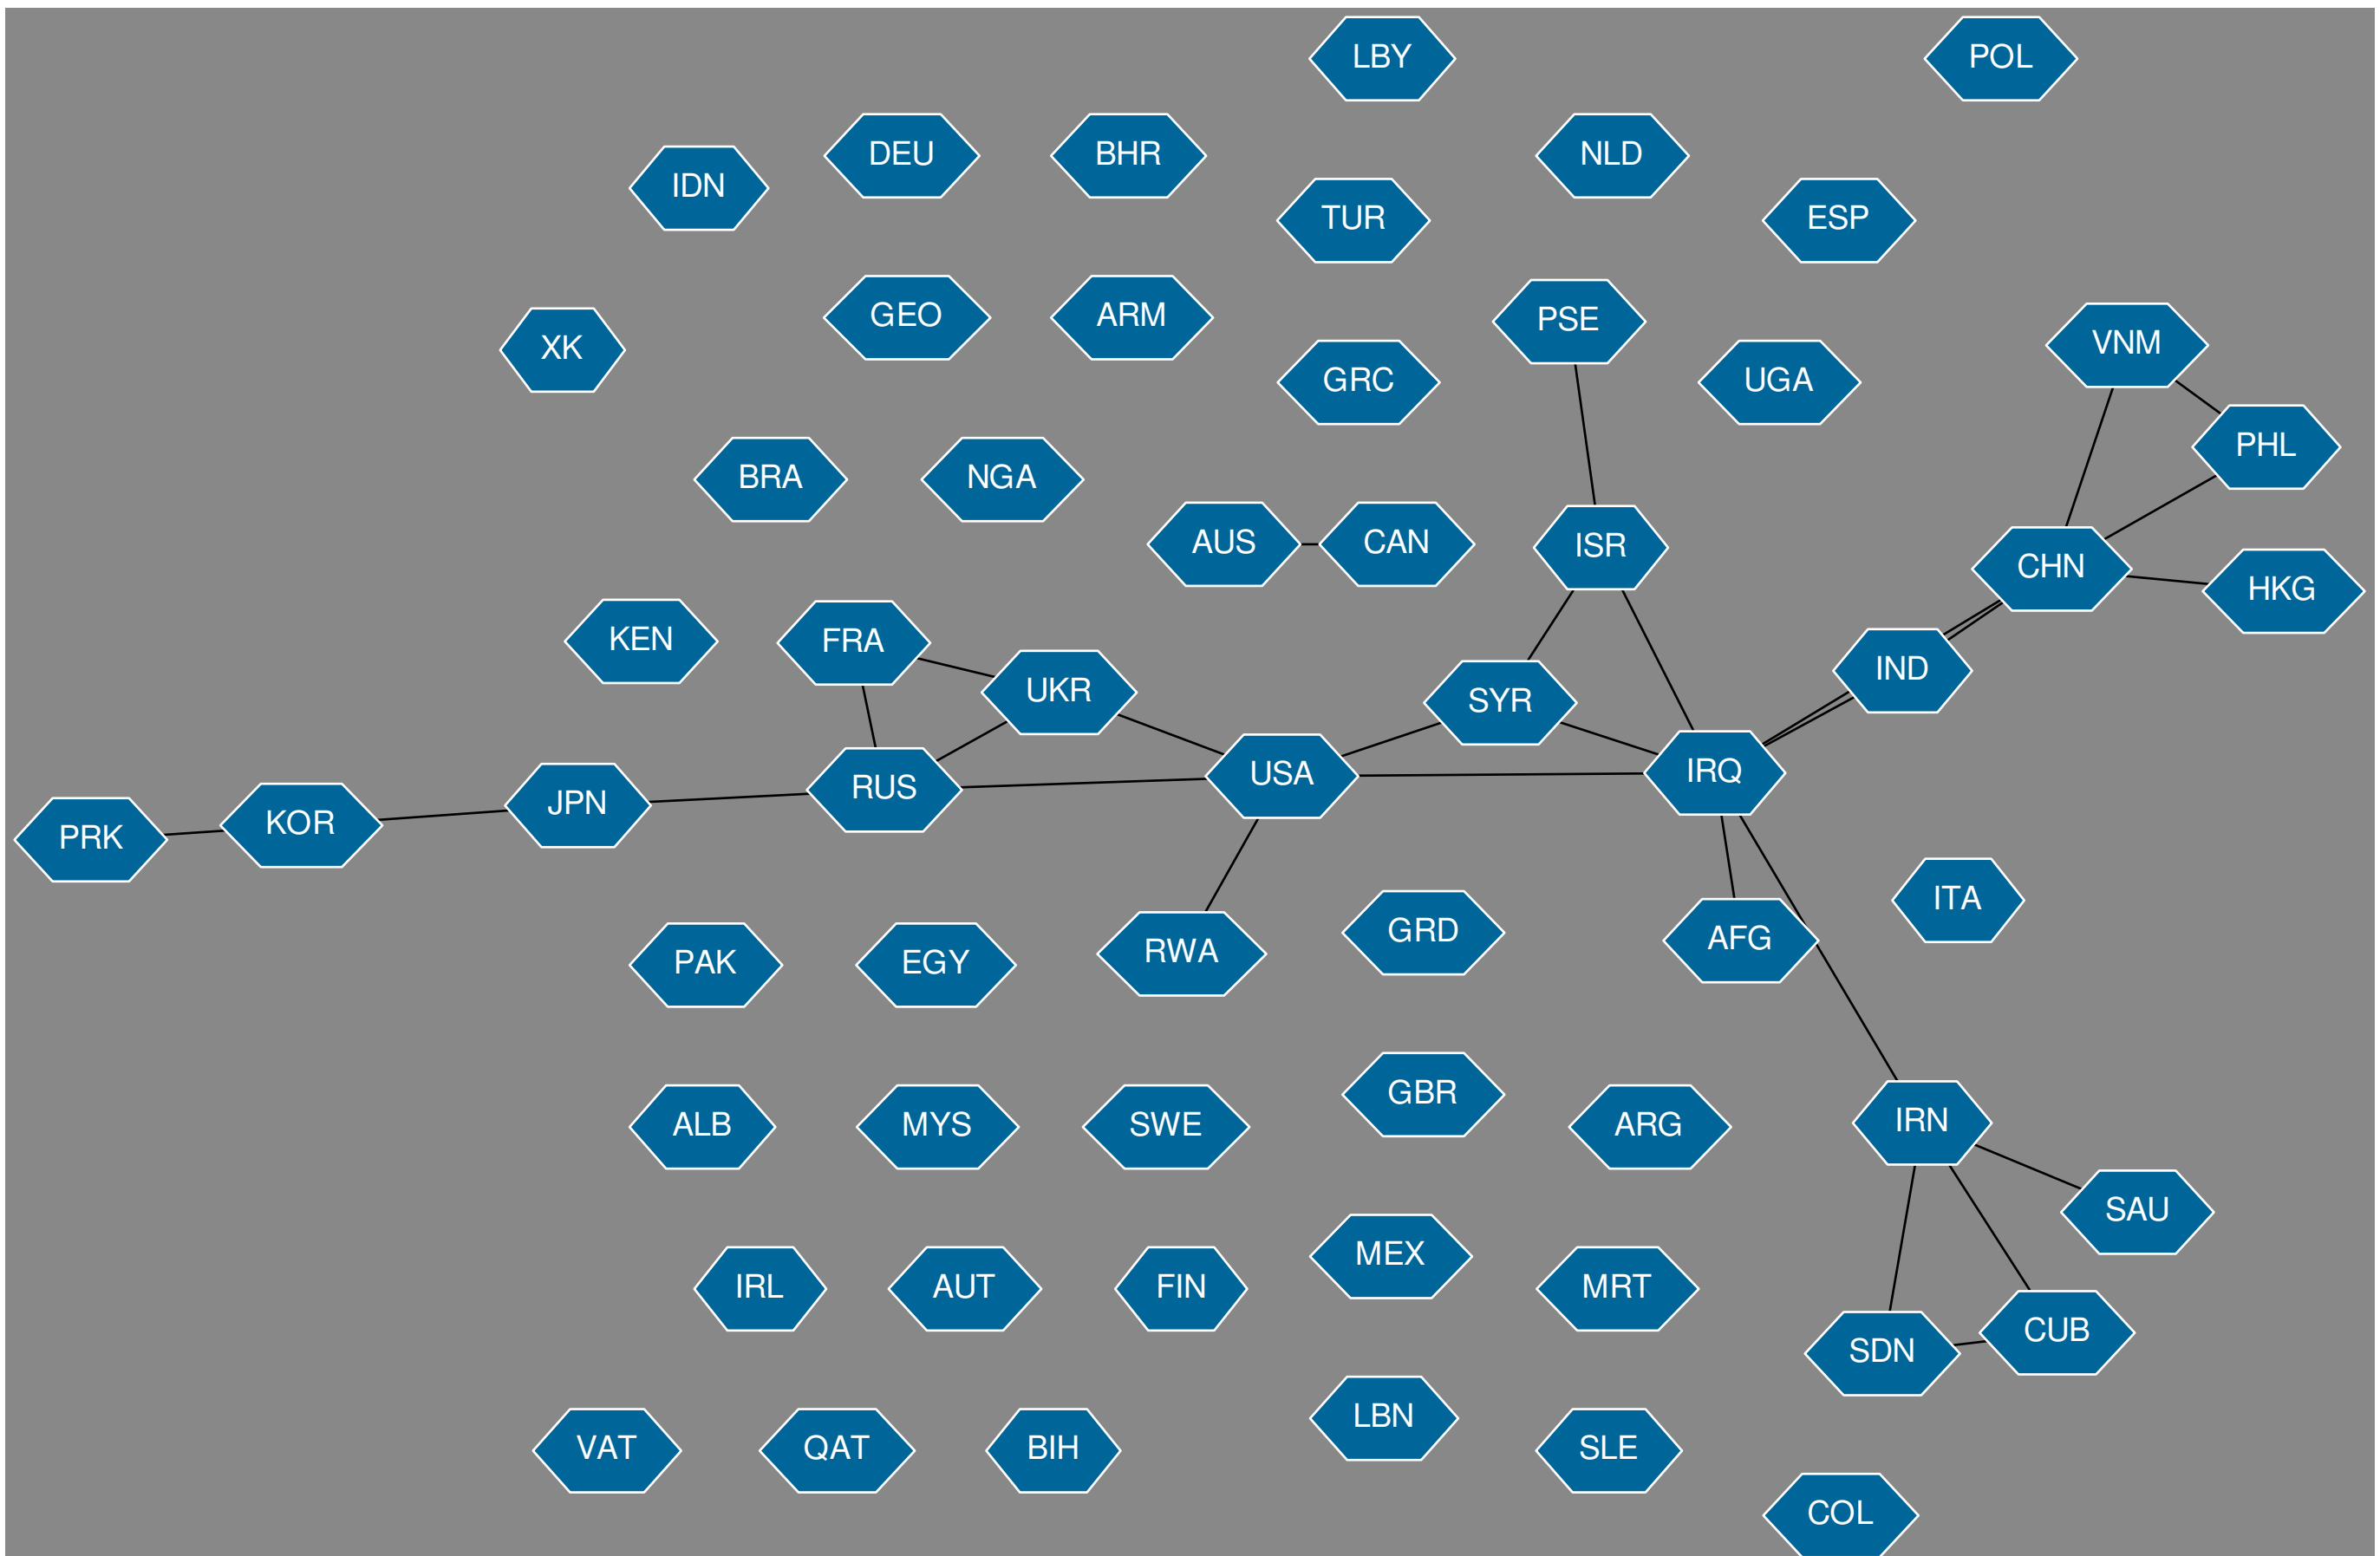 LBY
POL
DEU
BHR
NLD
IDN
TUR
ESP
GEO
ARM
PSE
VNM
XK
GRC
UGA
PHL
BRA
NGA
AUS
CAN
ISR
CHN
HKG
KEN
FRA
UKR
SYR
IND
USA
IRQ
RUS
JPN
KOR
PRK
GRD
AFG
ITA
PAK
EGY
RWA
GBR
ALB
MYS
SWE
ARG
IRN
SAU
MEX
IRL
AUT
FIN
MRT
CUB
SDN
LBN
VAT
QAT
BIH
SLE
COL